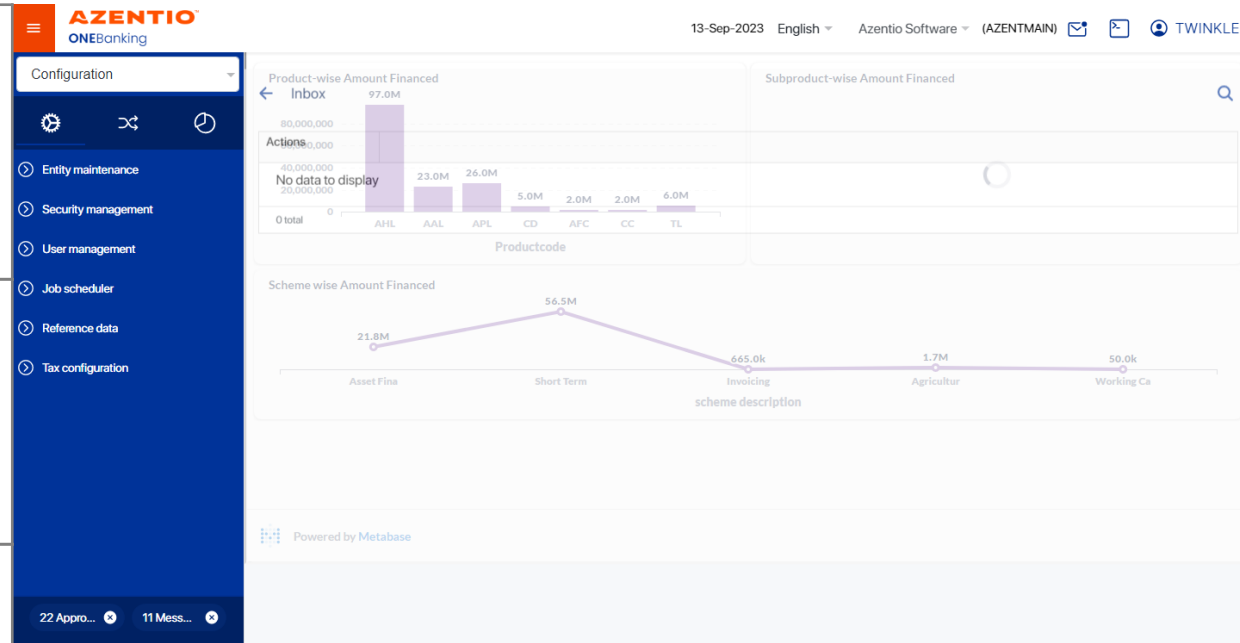 AZENTIO™
ONEBanking
13-Sep-2023 English Azentio Software (AZENTMAIN) TWINKLE
Configuration
Entity maintenance
Security management
User management
Job scheduler
Reference data
Tax configuration
22 Appro... 11 Mess...
Product-wise Amount Financed
Subproduct-wise Amount Financed
Inbox
97.0M
80,000,000
Actions
60,000,000
40,000,000
No data to display
23.0M 26.0M
20,000,000
5.0M 2.0M 2.0M 6.0M
0 total
0
AHL AAL APL CD AFC CC TL
Productcode
Scheme wise Amount Financed
56.5M
21.8M
665.0k 1.7M 50.0k
Asset Fina Short Term Invoicing Agricultur Working Ca
scheme description
Powered by Metabase